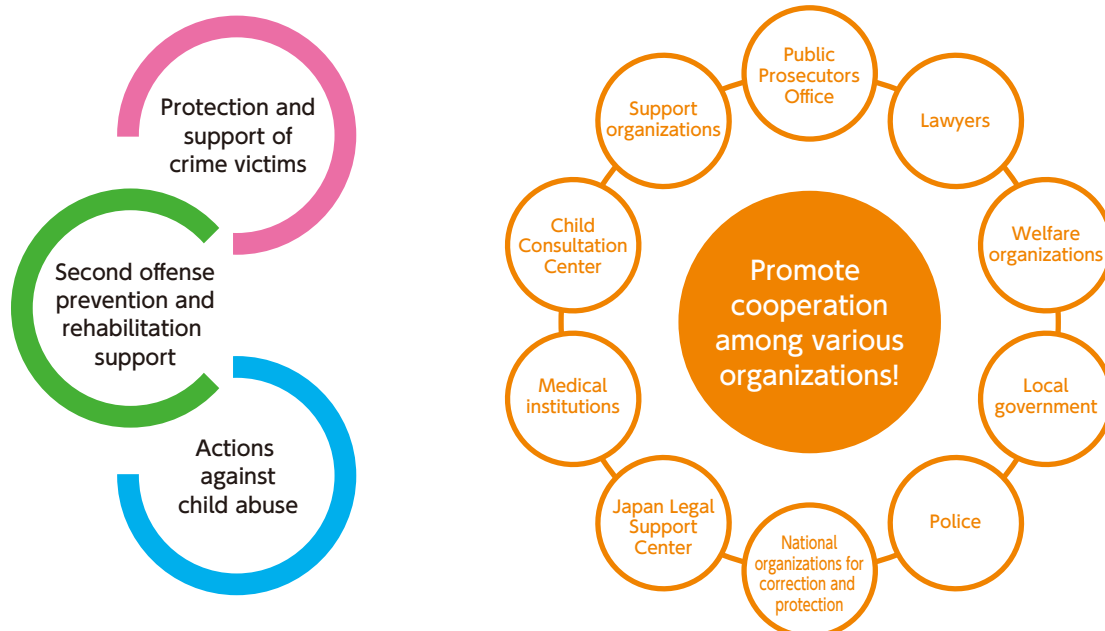 Protection and
support of
crime victims
Second offense
prevention and
rehabilitation
support
Actions
against
child abuse
Public
Prosecutors
Office
Lawyers
Welfare
organizations
Local
government
Police
National
organizations for
correction and
protection
Japan Legal
Support
Center
Medical
institutions
Child
Consultation
Center
Support
organizations
Promote
cooperation
among various
organizations!